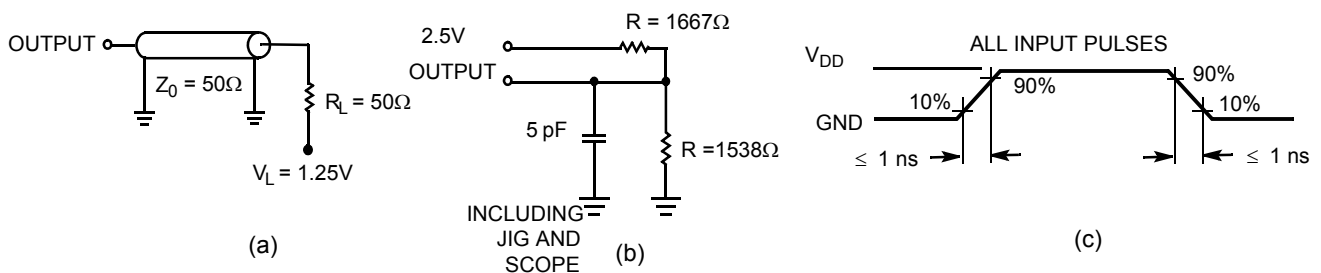 OUTPUT
Z0 = 50Ω
RL = 50Ω
VL = 1.25V
(a)
R = 1667Ω
2.5V
OUTPUT
5 pF
R =1538Ω
INCLUDING
JIG AND
SCOPE
(b)
ALL INPUT PULSES
VDD
90%
90%
10%
10%
GND
≤ 1 ns
≤ 1 ns
(c)